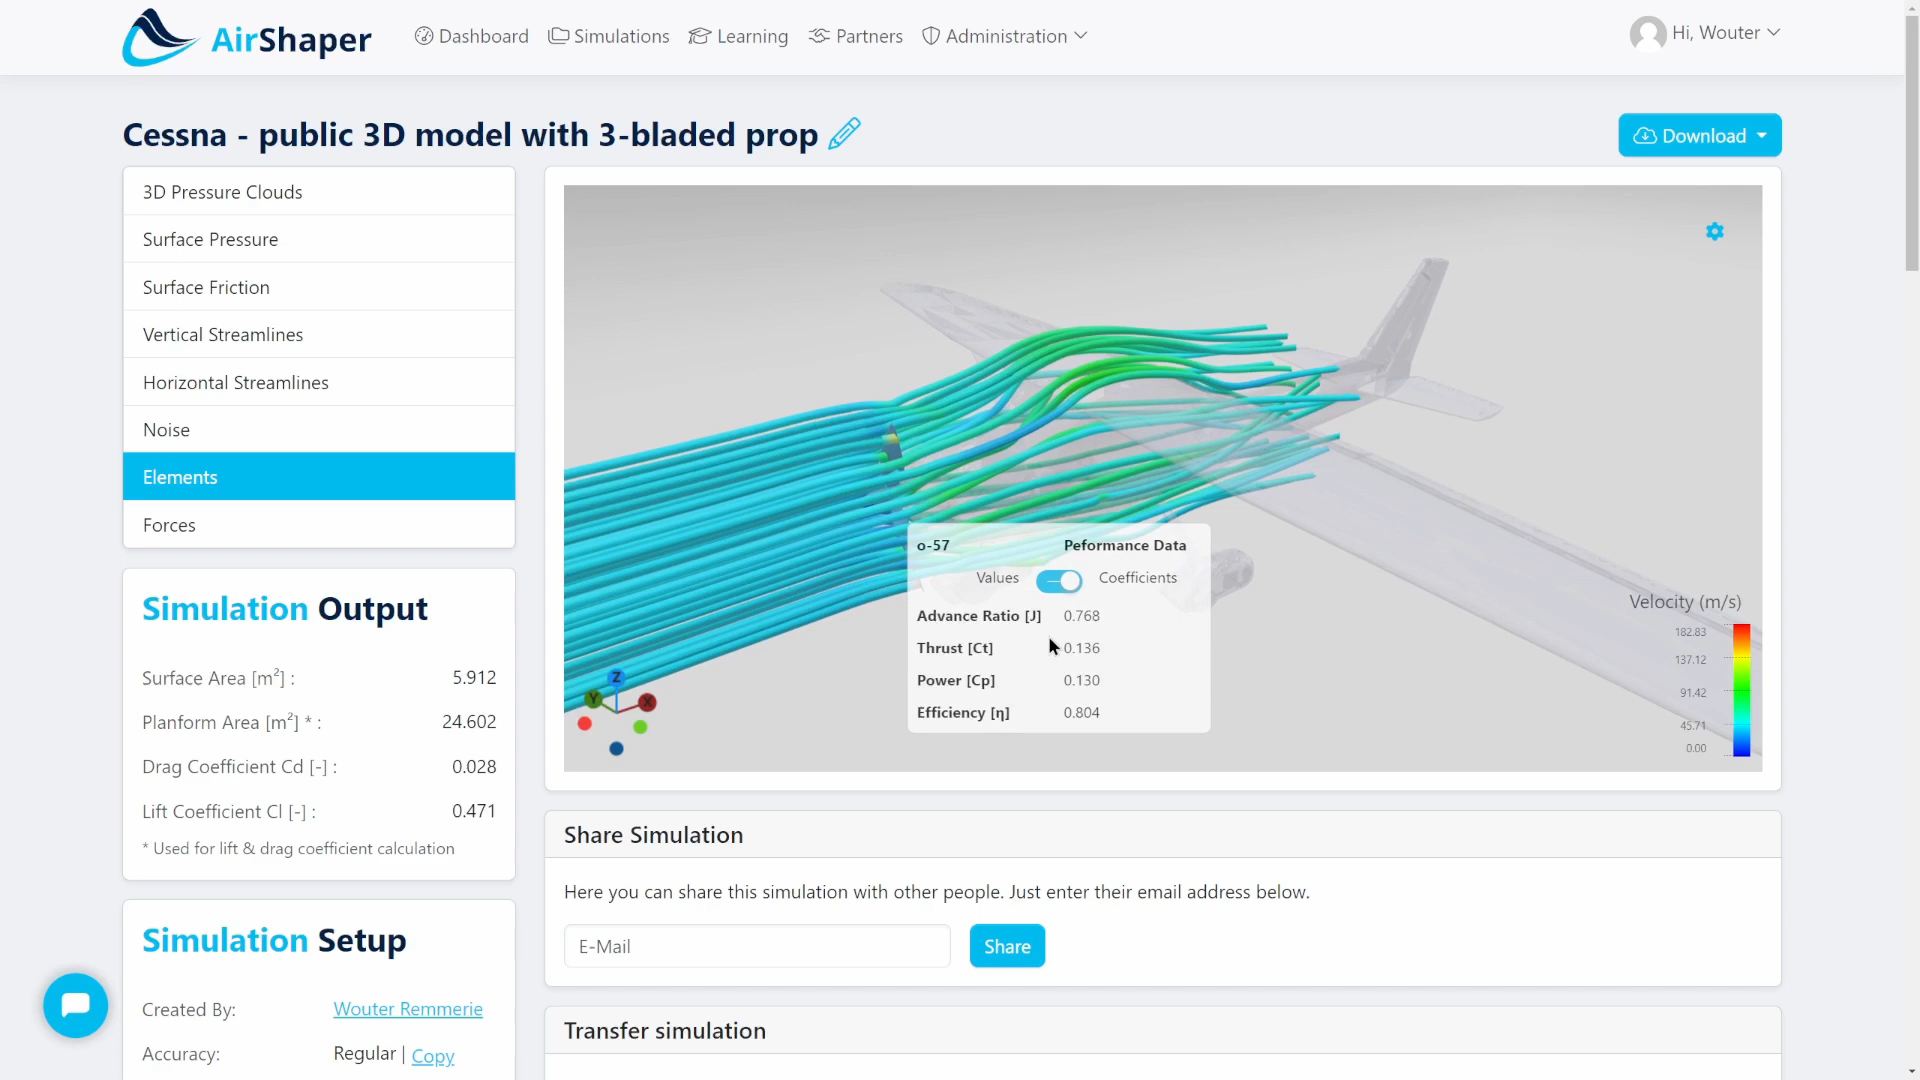 AirShaper
Dashboard
Simulations
Learning
Partners
Administration
Hi, Wouter
Cessna - public 3D model with 3-bladed prop
Download
3D Pressure Clouds
Surface Pressure
Surface Friction
Vertical Streamlines
Horizontal Streamlines
Noise
Elements
Forces
o-57 Peformance Data
Values Coefficients
Advance Ratio [J] 0.768
Thrust [Ct] 0.136
Power [Cp] 0.130
Efficiency [η] 0.804
Z
Y
X
Velocity (m/s)
182.83
137.12
91.42
45.71
0.00
Simulation Output
Surface Area [m²] : 5.912
Planform Area [m²] * : 24.602
Drag Coefficient Cd [-] : 0.028
Lift Coefficient Cl [-] : 0.471
* Used for lift & drag coefficient calculation
Simulation Setup
Created By: Wouter Remmerie
Accuracy: Regular | Copy
Share Simulation
Here you can share this simulation with other people. Just enter their email address below.
E-Mail
Share
Transfer simulation